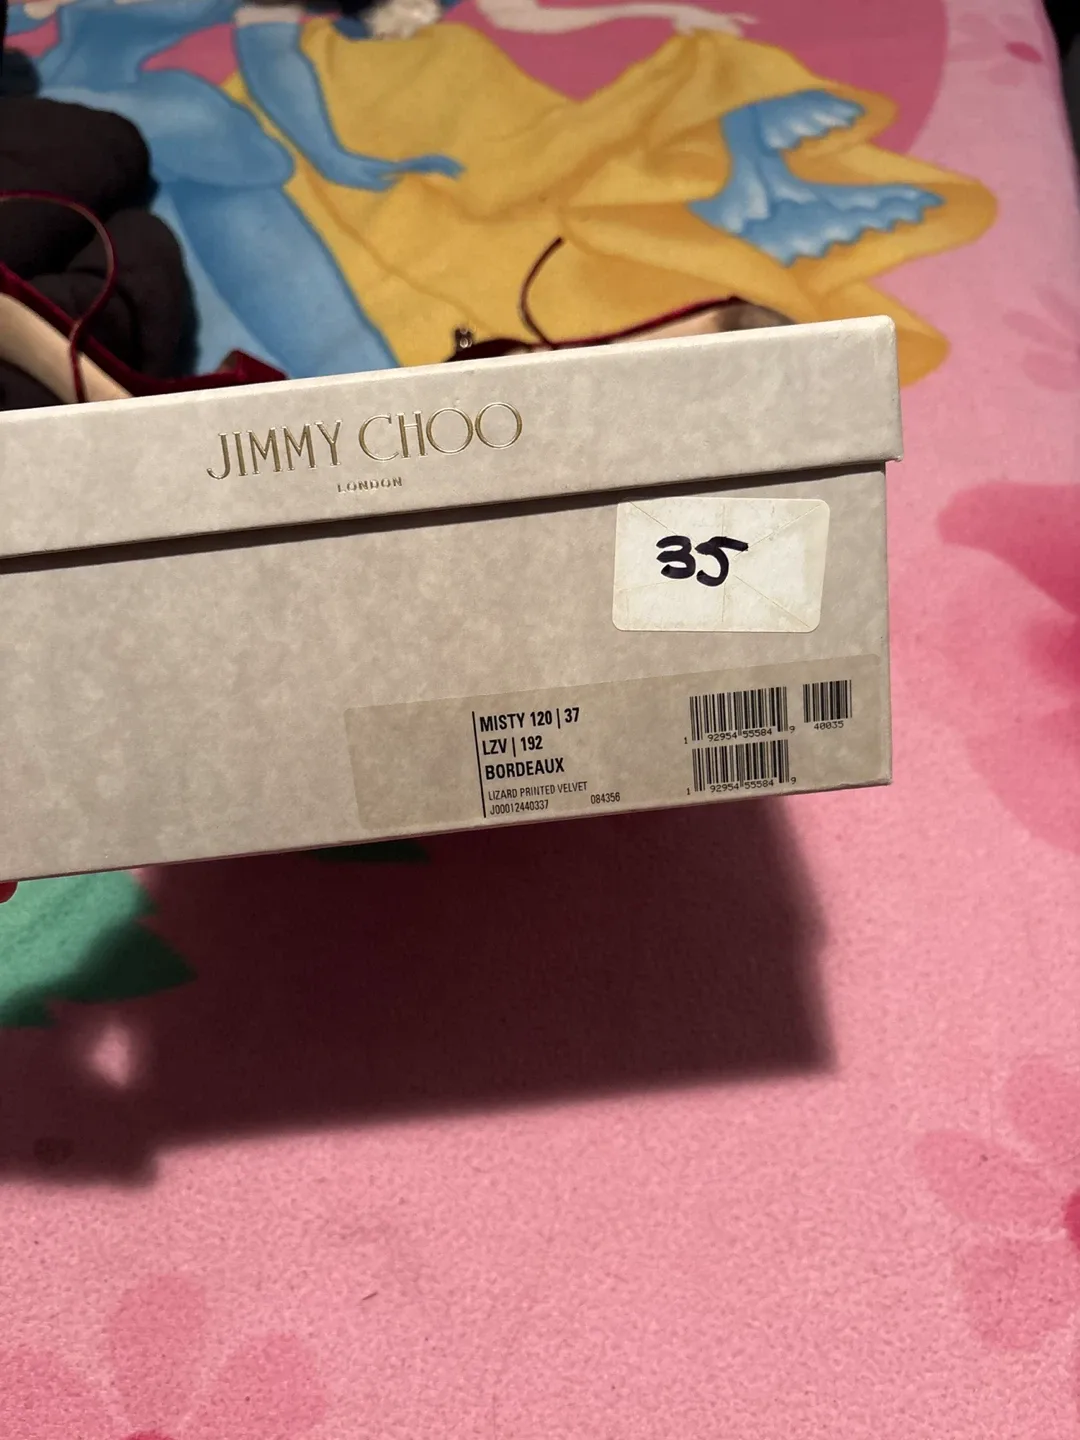 JIMMY CHOO
LONDON
35
MISTY 120 | 37
LZV | 192
BORDEAUX
LIZARD PRINTED VELVET
J00012440337 084356
1 92954 55584 9
40035
1 92954 55584 9